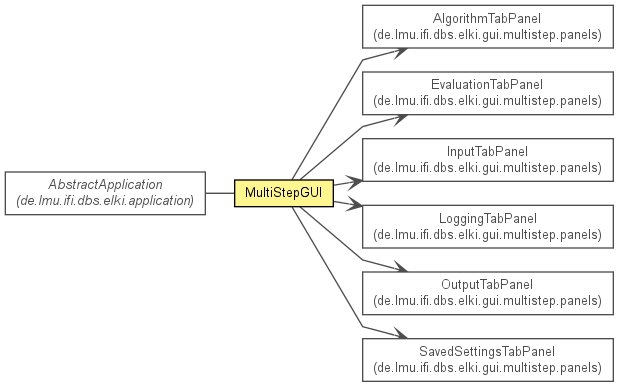 AlgorithmTabPanel
(de.lmu.ifi.dbs.elki.gui.multistep.panels)
EvaluationTabPanel
(de.lmu.ifi.dbs.elki.gui.multistep.panels)
InputTabPanel
(de.lmu.ifi.dbs.elki.gui.multistep.panels)
AbstractApplication
(de.lmu.ifi.dbs.elki.application)
MultiStepGUI
LoggingTabPanel
(de.lmu.ifi.dbs.elki.gui.multistep.panels)
OutputTabPanel
(de.lmu.ifi.dbs.elki.gui.multistep.panels)
SavedSettingsTabPanel
(de.lmu.ifi.dbs.elki.gui.multistep.panels)